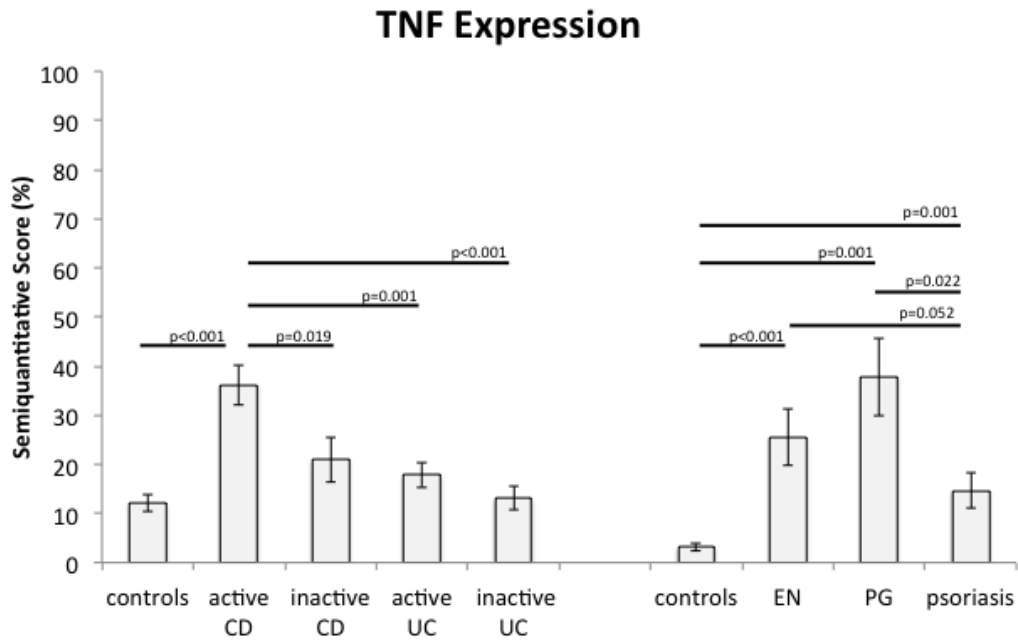 TNF Expression
Semiquantitative Score (%)
100
90
80
70
60
50
40
30
20
10
0
p<0.001
p=0.019
p=0.001
p<0.001
p<0.001
p=0.052
p=0.022
p=0.001
p=0.001
controls
active
CD
inactive
CD
active
UC
inactive
UC
controls
EN
PG
psoriasis